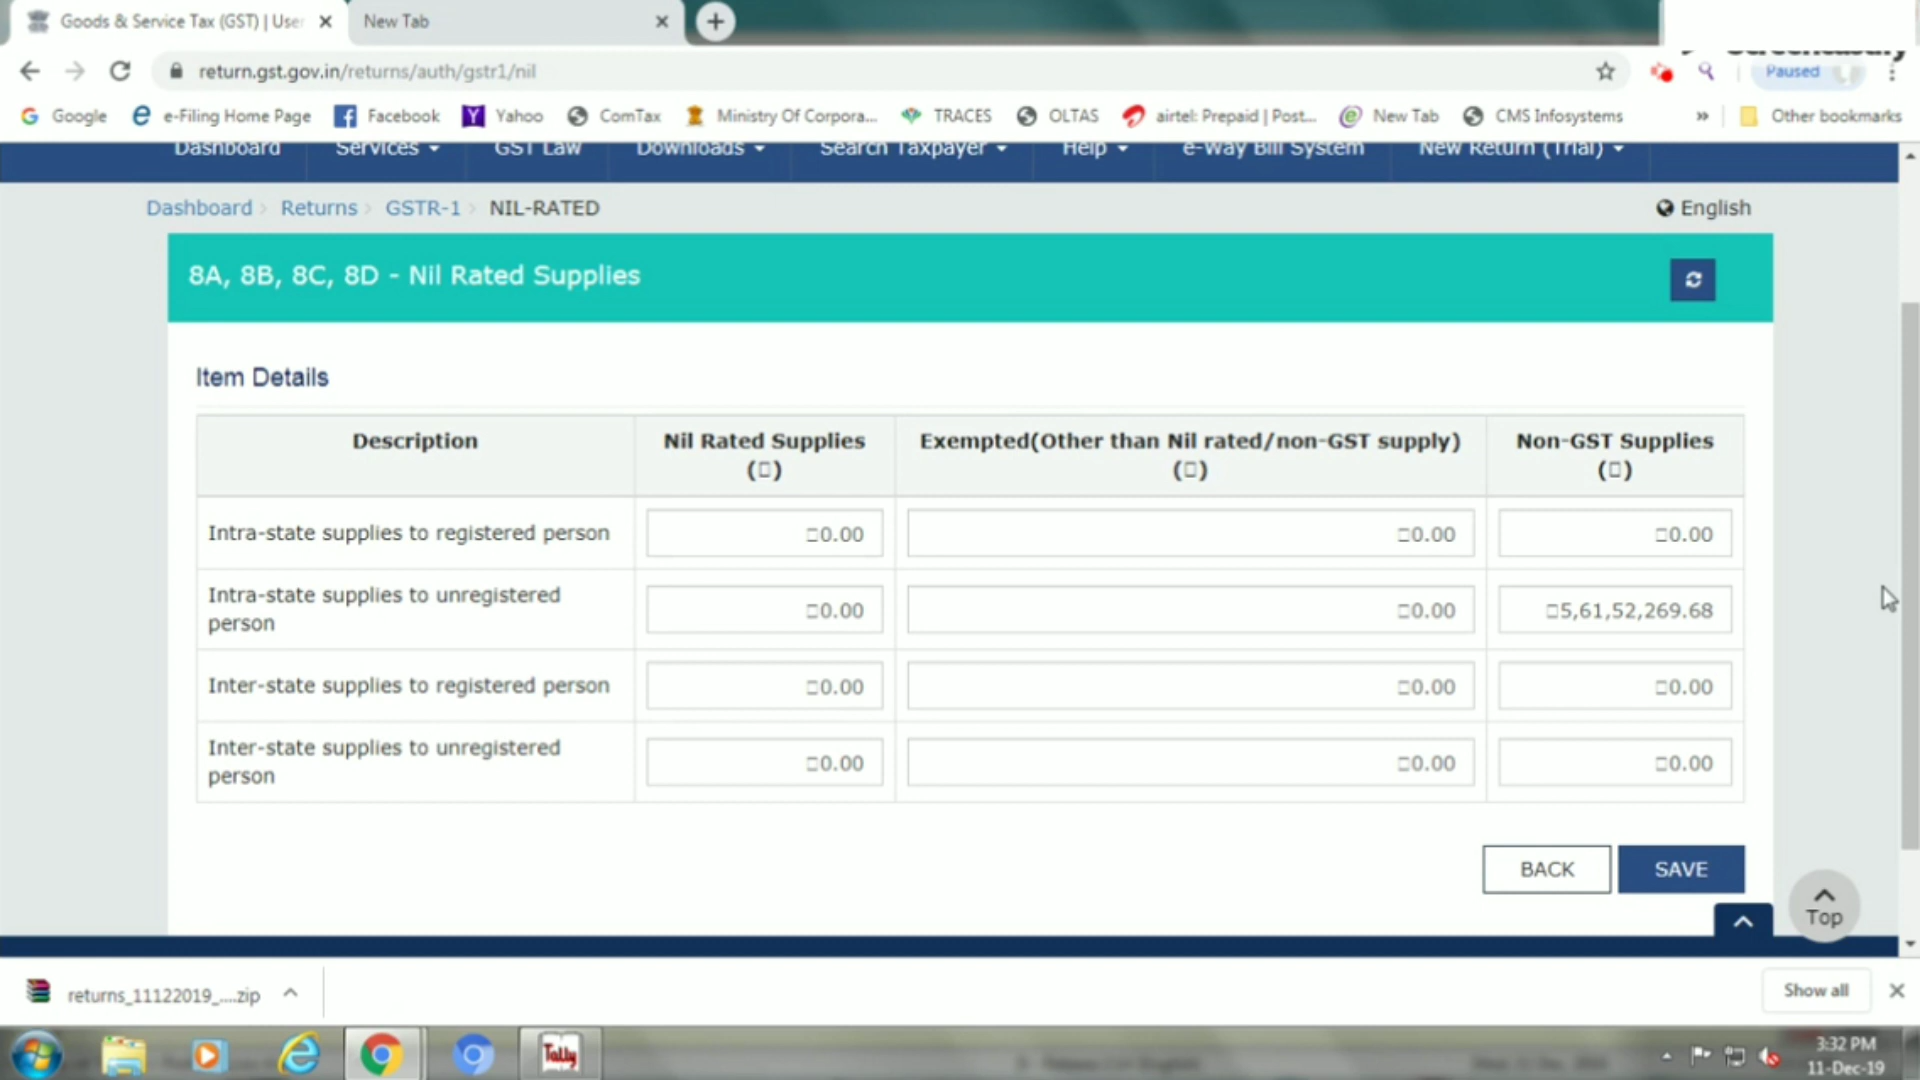 Goods & Service Tax (GST) | User
New Tab
return.gst.gov.in/returns/auth/gstr1/nil
Paused
Google
e-Filing Home Page
Facebook
Yahoo
ComTax
Ministry Of Corpora...
TRACES
OLTAS
airtel: Prepaid | Post...
New Tab
CMS Infosystems
»
Other bookmarks
Dashboard
Services
GST Law
Downloads
Search Taxpayer
Help
e-Way Bill System
New Return (Trial)
Dashboard > Returns > GSTR-1 > NIL-RATED
English
8A, 8B, 8C, 8D - Nil Rated Supplies
Item Details
Description
Nil Rated Supplies
(□)
Exempted(Other than Nil rated/non-GST supply)
(□)
Non-GST Supplies
(□)
Intra-state supplies to registered person
□0.00
□0.00
□0.00
Intra-state supplies to unregistered
person
□0.00
□0.00
□5,61,52,269.68
Inter-state supplies to registered person
□0.00
□0.00
□0.00
Inter-state supplies to unregistered
person
□0.00
□0.00
□0.00
BACK
SAVE
Top
returns_11122019_....zip
Show all
Tally
3:32 PM
11-Dec-19